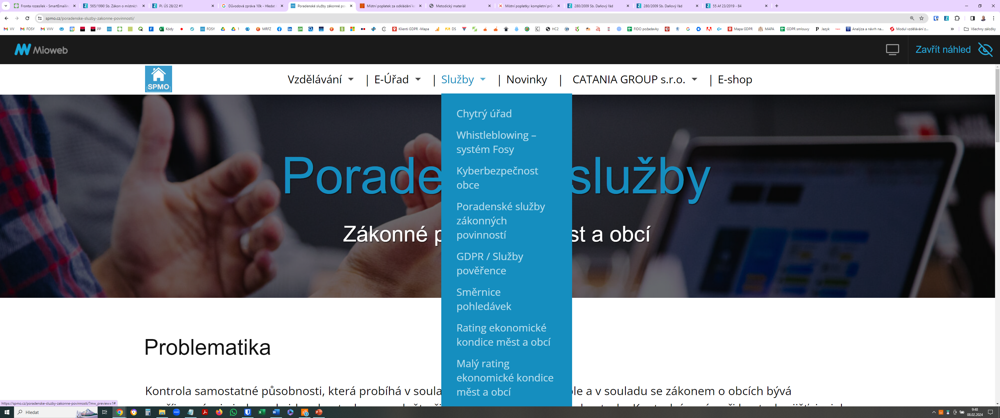 Fronta rozesílek - SmartEmailing
565/1990 Sb. Zákon o místních
Pl. ÚS 28/22 #1
Důvodová zpráva 10k - Hledat
Poradenské služby zákonné po
Místní poplatek za odkládání
Metodický materiál
Místní poplatky: kompletní prů
280/2009 Sb. Daňový řád
280/2009 Sb. Daňový řád
55 Af 23/2019 - 84
spmo.cz/poradenske-sluzby-zakonne-povinnosti/
VV FOSY VVV PP Kódy FOSY 1 MRFZ Klienti GDPR -Mapa DS HC2 FIDO požadavky Mapa GDPR MAPA GDPR smlouvy Jazyk Analýza a návrh na... Modul vzdělávání z... » Všechny záložky
Mioweb
Zavřít náhled
SPMO
Vzdělávání | E-Úřad | Služby | Novinky | CATANIA GROUP s.r.o. | E-shop
Chytrý úřad
Whistleblowing –
systém Fosy
Kyberbezpečnost
obce
Poradenské služby
zákonných
povinností
GDPR / Služby
pověřence
Směrnice
pohledávek
Rating ekonomické
kondice měst a obcí
Malý rating
ekonomické kondice
měst a obcí
Porade služby
Zákonné p st a obcí
Problematika
Kontrola samostatné působnosti, která probíhá v soula le a v souladu se zákonem o obcích bývá
https://spmo.cz/poradenske-sluzby-zakonne-povinnosti/?mw_preview=1#
Hledat
9:48
08.02.2024